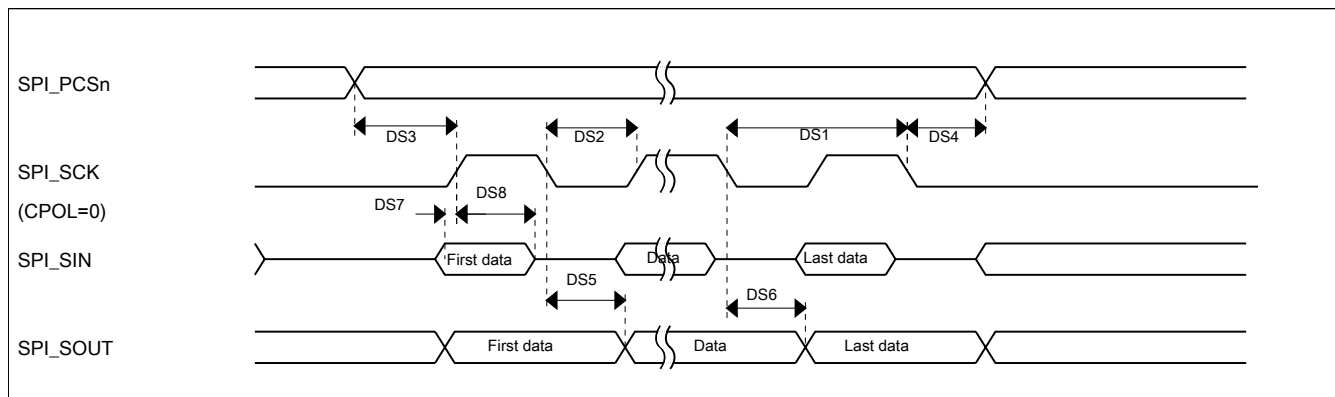 SPI_PCSn
DS3
DS2
DS1
DS4
SPI_SCK
(CPOL=0)
DS7
DS8
SPI_SIN
First data
Data
Last data
DS5
DS6
SPI_SOUT
First data
Data
Last data